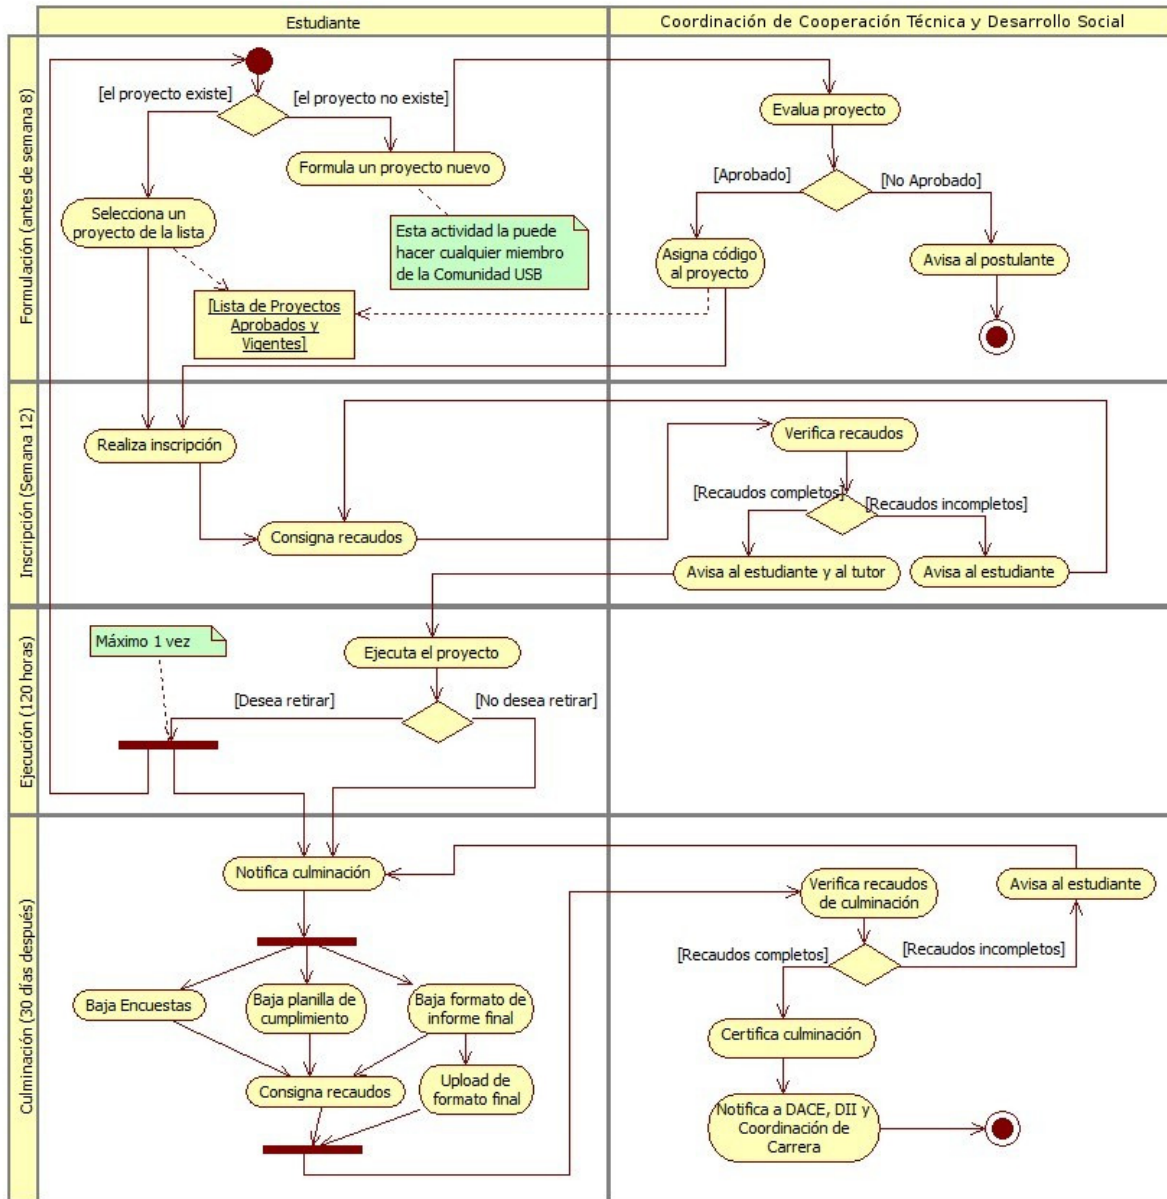 Estudiante
Coordinación de Cooperación Técnica y Desarrollo Social
Formulación (antes de semana 8)
[el proyecto existe]
[el proyecto no existe]
Formula un proyecto nuevo
Selecciona un
proyecto de la lista
Esta actividad la puede
hacer cualquier miembro
de la Comunidad USB
[Lista de Proyectos
Aprobados y
Vigentes]
Evalua proyecto
[Aprobado]
[No Aprobado]
Asigna código
al proyecto
Avisa al postulante
Inscripción (Semana 12)
Realiza inscripción
Consigna recaudos
Verifica recaudos
[Recaudos completos]
[Recaudos incompletos]
Avisa al estudiante y al tutor
Avisa al estudiante
Ejecución (120 horas)
Máximo 1 vez
Ejecuta el proyecto
[Desea retirar]
[No desea retirar]
Culminación (30 días después)
Notifica culminación
Baja Encuestas
Baja planilla de
cumplimiento
Baja formato de
informe final
Consigna recaudos
Upload de
formato final
Verifica recaudos
de culminación
Avisa al estudiante
[Recaudos completos]
[Recaudos incompletos]
Certifica culminación
Notifica a DACE, DII y
Coordinación de
Carrera